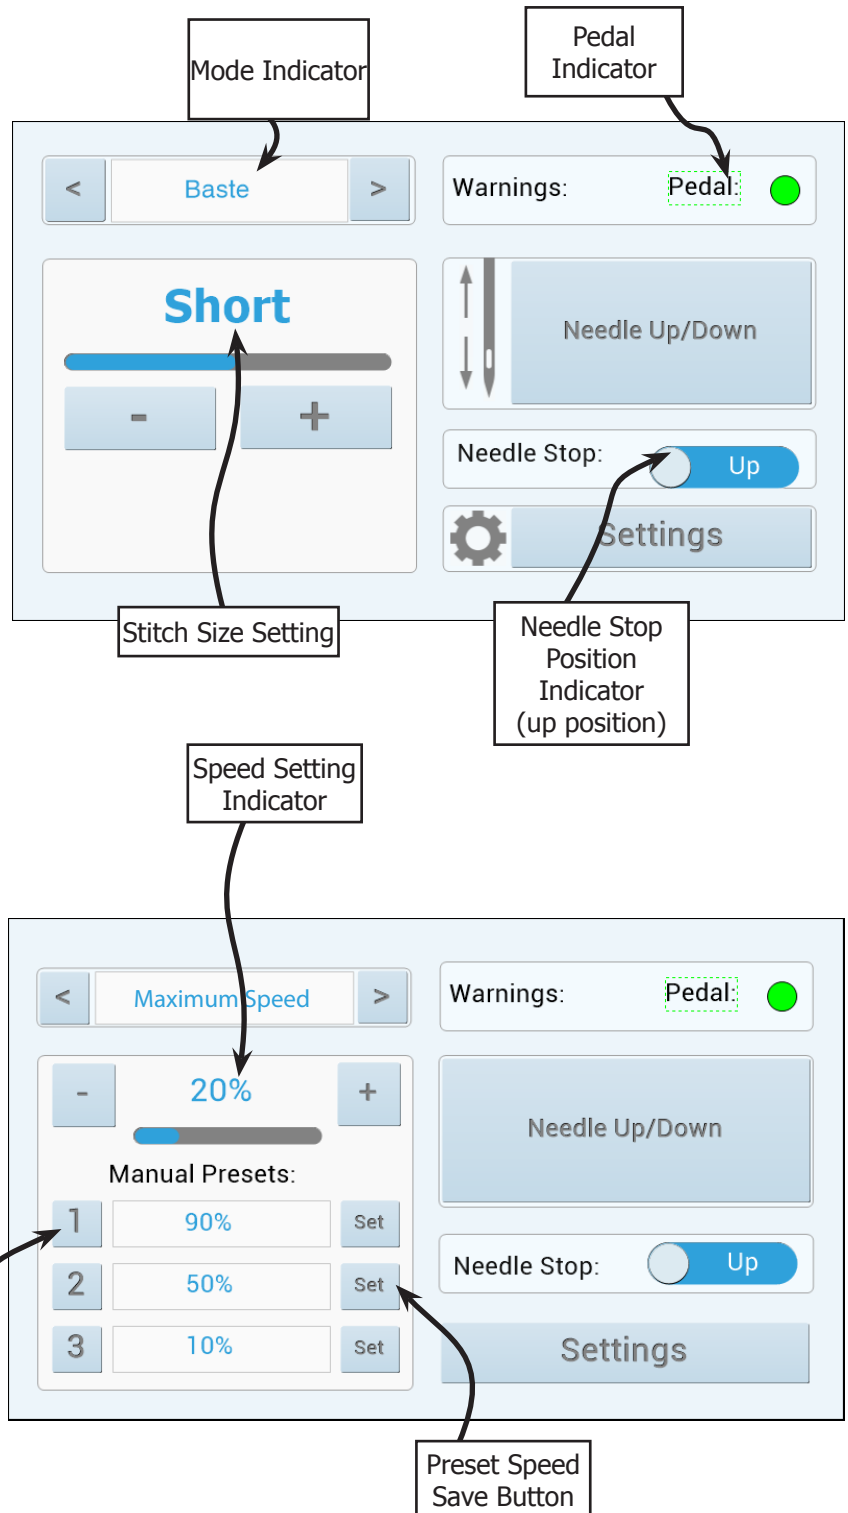 Mode Indicator
Pedal
Indicator
< Baste >
Warnings: Pedal:
Short
- +
Needle Up/Down
Needle Stop: Up
Settings
Stitch Size Setting
Needle Stop
Position
Indicator
(up position)
Speed Setting
Indicator
< Maximum Speed >
Warnings: Pedal:
- 20% +
Manual Presets:
1 90% Set
2 50% Set
3 10% Set
Needle Up/Down
Needle Stop: Up
Settings
Preset Speed
Save Button